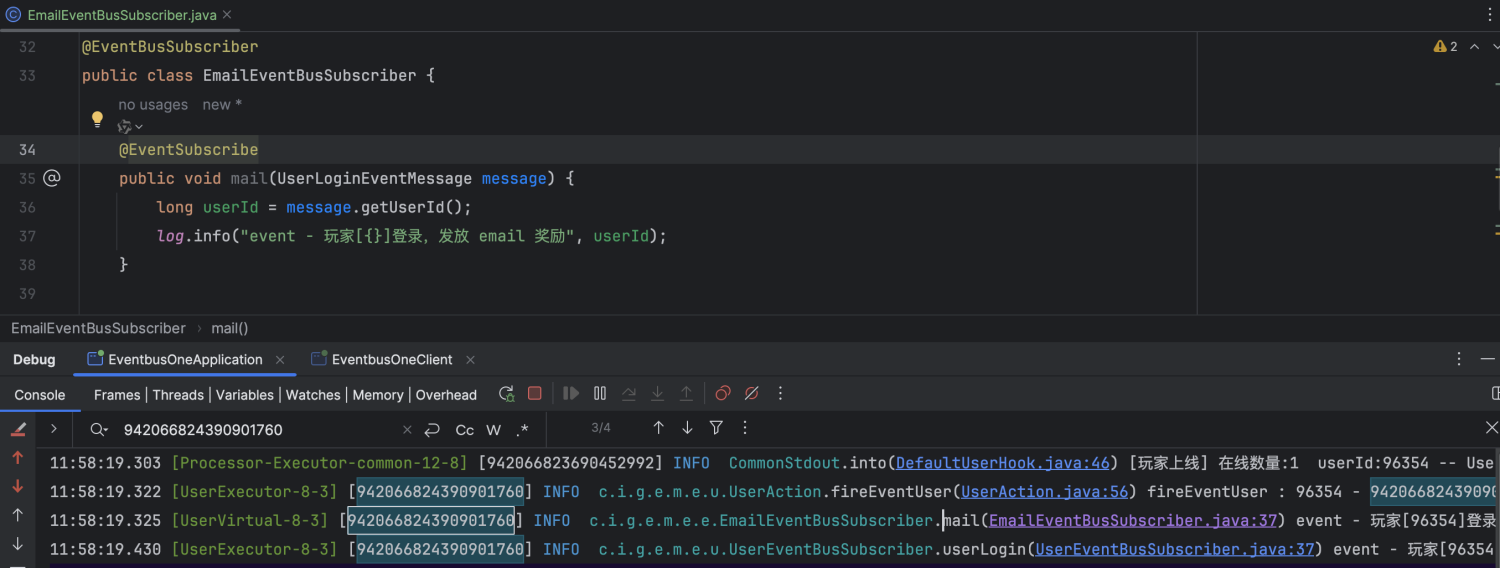 EmailEventBusSubscriber.java
32 @EventBusSubscriber
33 public class EmailEventBusSubscriber {
no usages new *
34 @EventSubscribe
35 public void mail(UserLoginEventMessage message) {
36 long userId = message.getUserId();
37 log.info("event - 玩家[{}]登录，发放 email 奖励", userId);
38 }
39
2
EmailEventBusSubscriber › mail()
Debug EventbusOneApplication EventbusOneClient
Console Frames | Threads | Variables | Watches | Memory | Overhead
942066824390901760 Cc W .* 3/4
11:58:19.303 [Processor-Executor-common-12-8] [942066823690452992] INFO CommonStdout.into(DefaultUserHook.java:46) [玩家上线] 在线数量:1 userId:96354 -- Use
11:58:19.322 [UserExecutor-8-3] [942066824390901760] INFO c.i.g.e.m.e.u.UserAction.fireEventUser(UserAction.java:56) fireEventUser : 96354 - 94206682439090
11:58:19.325 [UserVirtual-8-3] [942066824390901760] INFO c.i.g.e.m.e.e.EmailEventBusSubscriber.mail(EmailEventBusSubscriber.java:37) event - 玩家[96354]登录
11:58:19.430 [UserExecutor-8-3] [942066824390901760] INFO c.i.g.e.m.e.u.UserEventBusSubscriber.userLogin(UserEventBusSubscriber.java:37) event - 玩家[96354